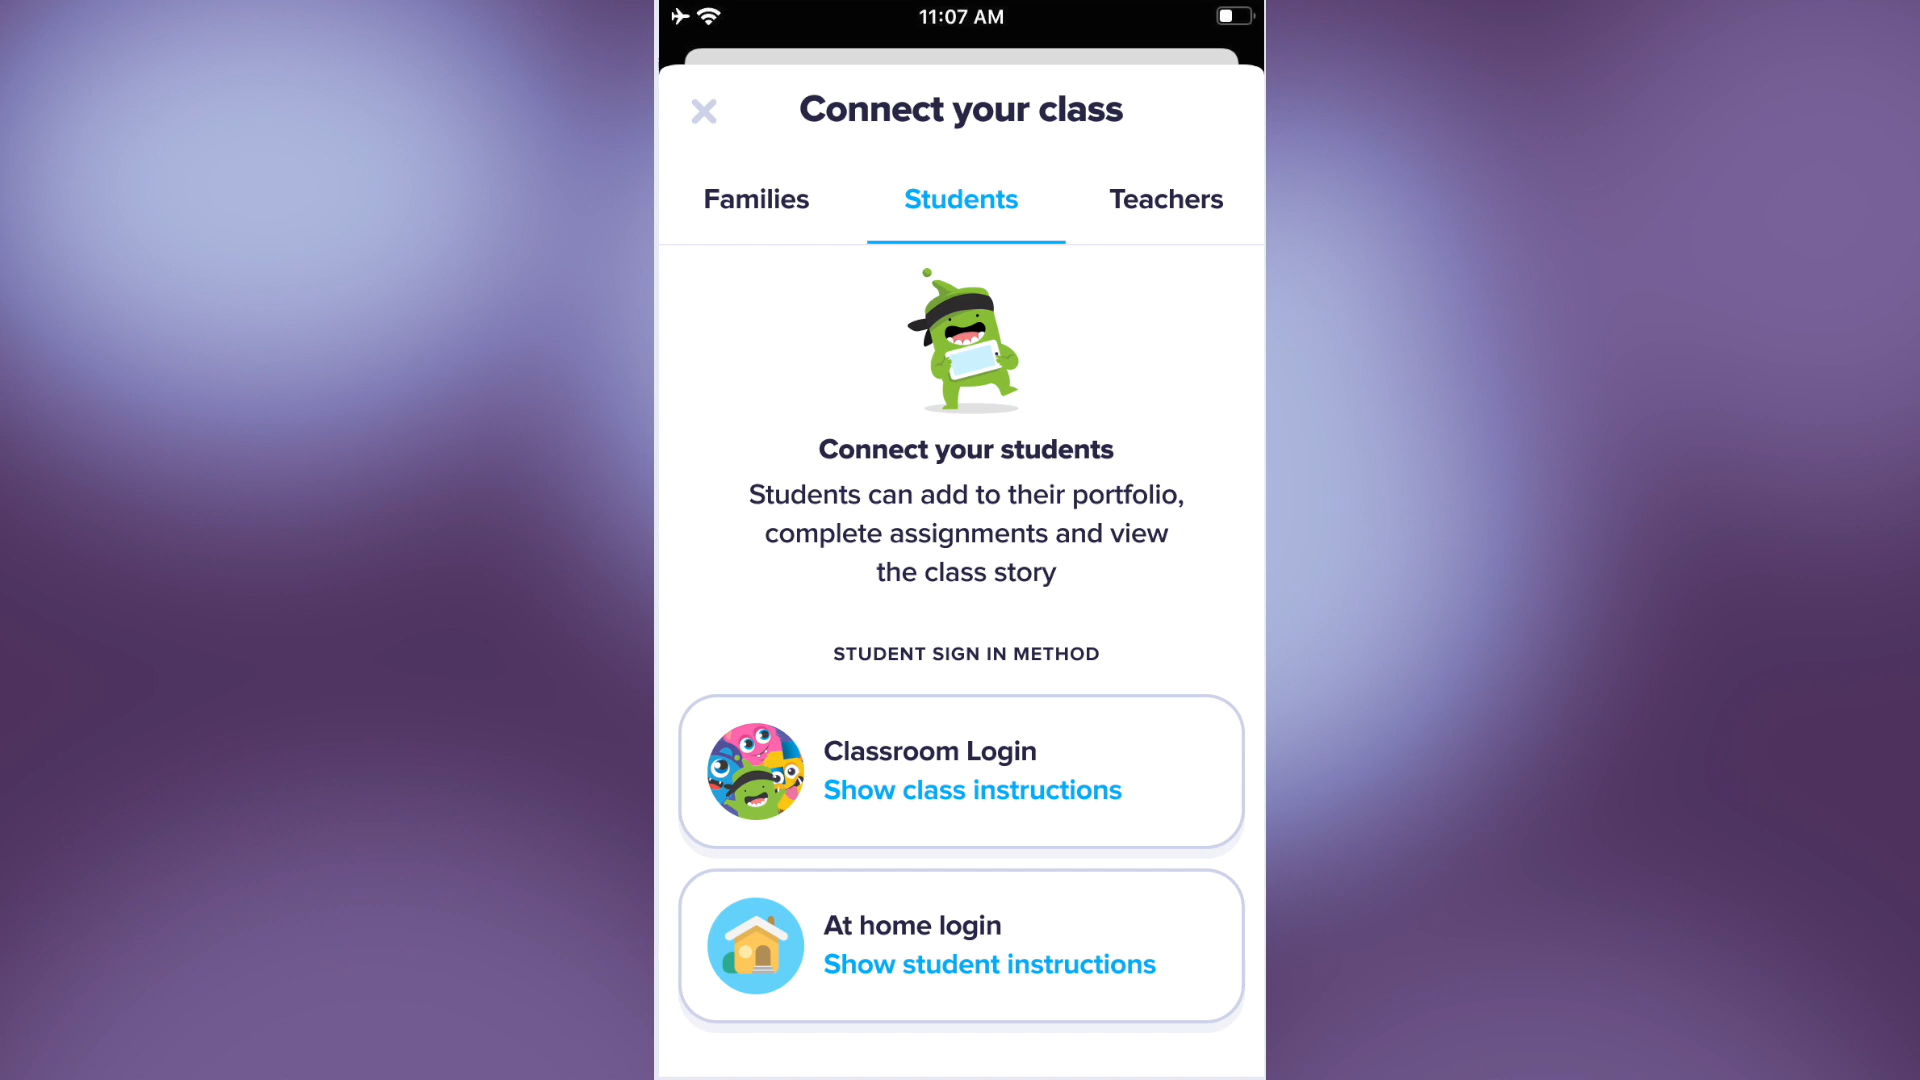 11:07 AM
Connect your class
Families
Students
Teachers
Connect your students
Students can add to their portfolio,
complete assignments and view
the class story
STUDENT SIGN IN METHOD
Classroom Login
Show class instructions
At home login
Show student instructions